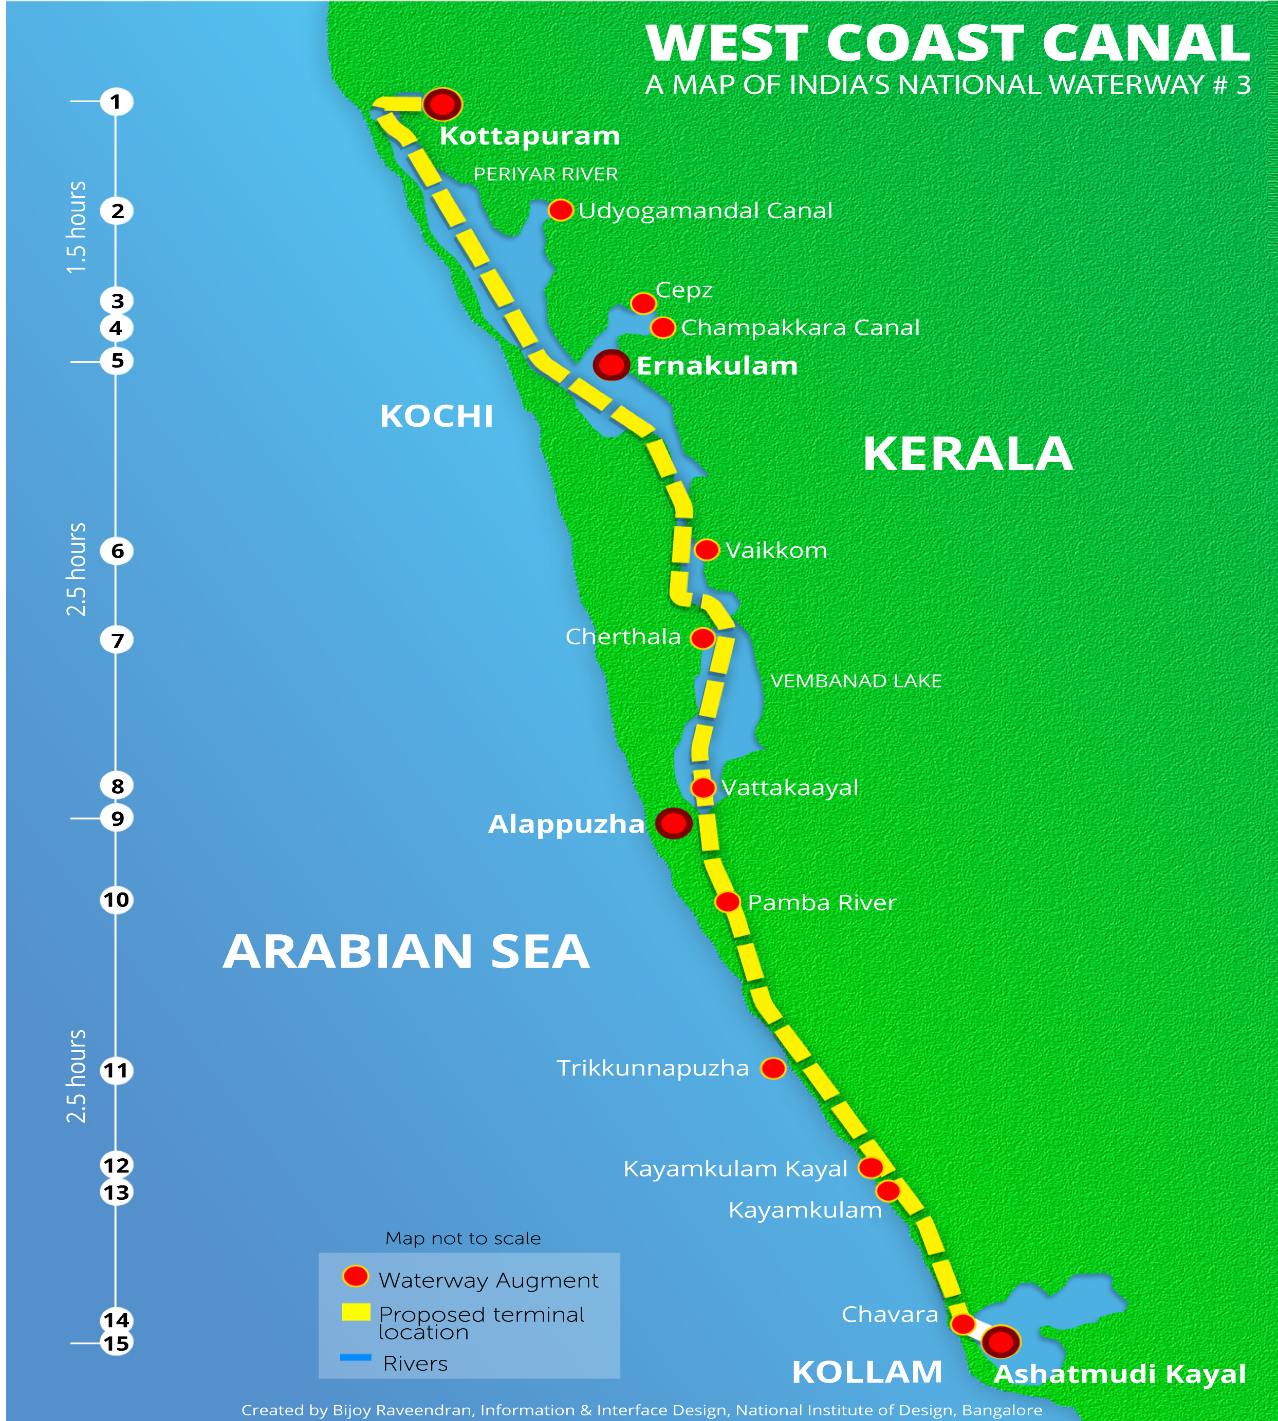 WEST COAST CANAL
A MAP OF INDIA'S NATIONAL WATERWAY # 3
1
Kottapuram
PERIYAR RIVER
1.5 hours
2
Udyogamandal Canal
3
Cepz
4
Champakkara Canal
5
Ernakulam
KOCHI
KERALA
2.5 hours
6
Vaikkom
7
Cherthala
VEMBANAD LAKE
8
Vattakaayal
9
Alappuzha
10
Pamba River
ARABIAN SEA
2.5 hours
11
Trikkunnapuzha
12
Kayamkulam Kayal
13
Kayamkulam
Map not to scale
Waterway Augment
Proposed terminal
location
Rivers
14
Chavara
15
KOLLAM
Ashatmudi Kayal
Created by Bijoy Raveendran, Information & Interface Design, National Institute of Design, Bangalore